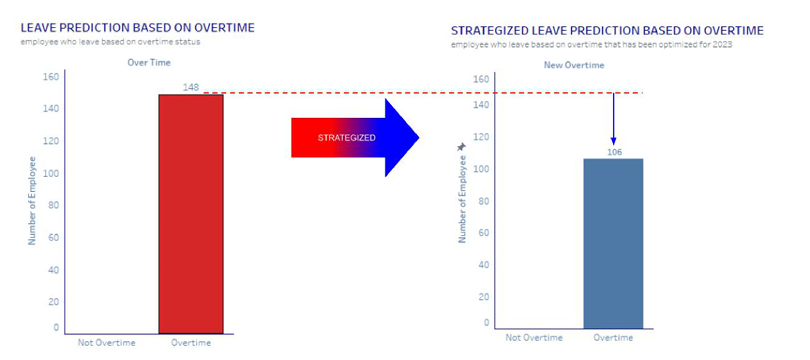 LEAVE PREDICTION BASED ON OVERTIME
employee who leave based on overtime status
Over Time
160
148
140
120
100
80
60
40
20
0
Number of Employee
Not Overtime
Overtime
STRATEGIZED
STRATEGIZED LEAVE PREDICTION BASED ON OVERTIME
employee who leave based on overtime that has been optimized for 2023
New Overtime
160
140
120
106
100
80
60
40
20
0
Number of Employee
Not Overtime
Overtime